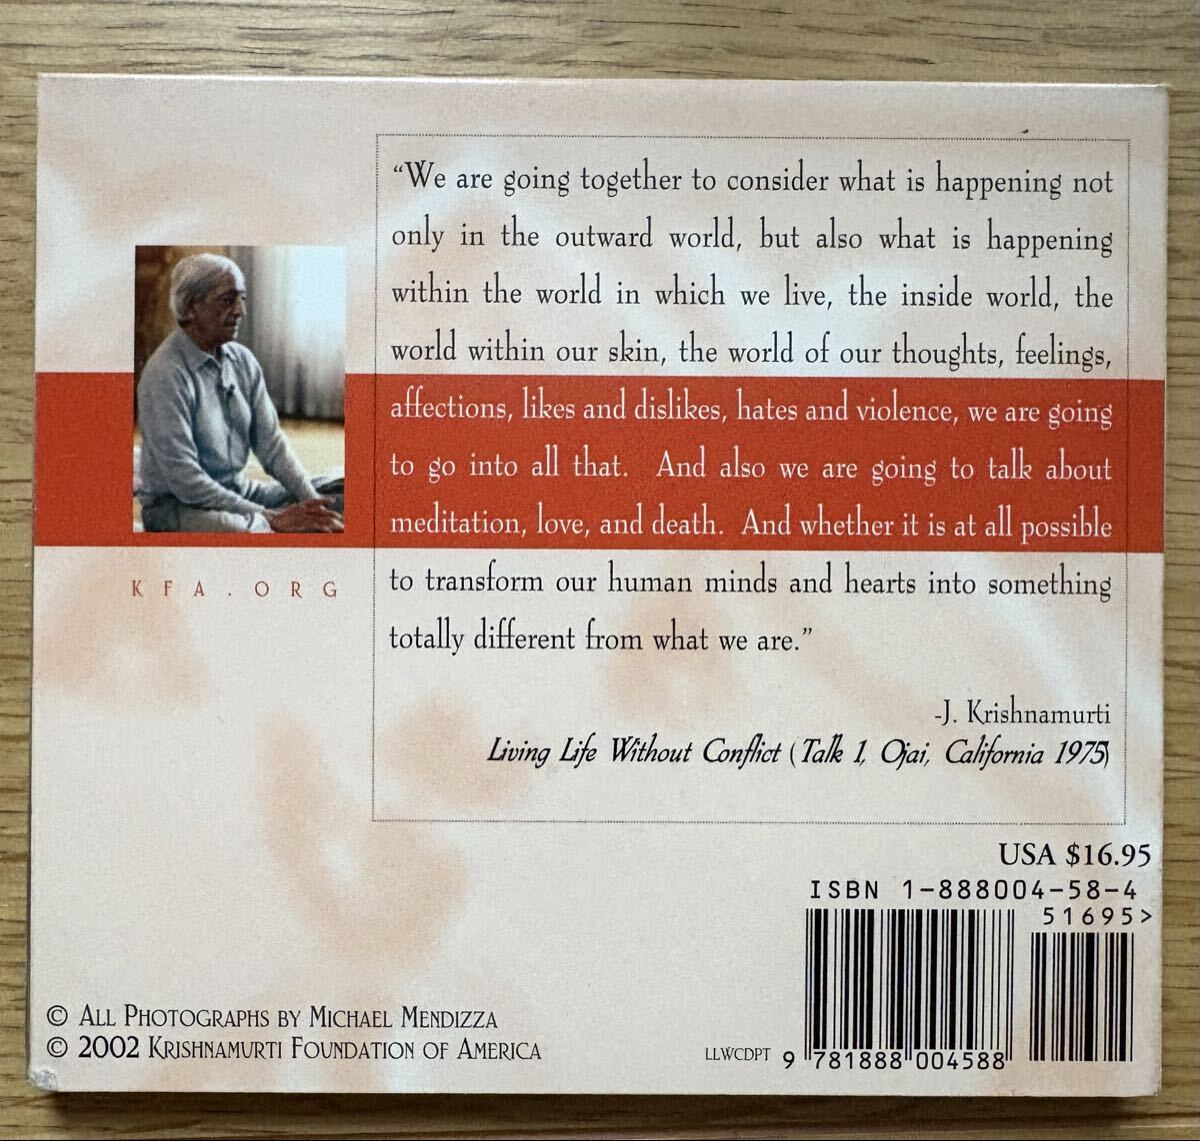 “We are going together to consider what is happening not
only in the outward world, but also what is happening
within the world in which we live, the inside world, the
world within our skin, the world of our thoughts, feelings,
affections, likes and dislikes, hates and violence, we are going
to go into all that. And also we are going to talk about
meditation, love, and death. And whether it is at all possible
to transform our human minds and hearts into something
totally different from what we are.”
-J. Krishnamurti
Living Life Without Conflict (Talk 1, Ojai, California 1975)
KFA.ORG
USA $16.95
ISBN 1-888004-58-4
51695>
© All Photographs by Michael Mendizza
© 2002 Krishnamurti Foundation of America
LLWCDPT
9 781888 004588